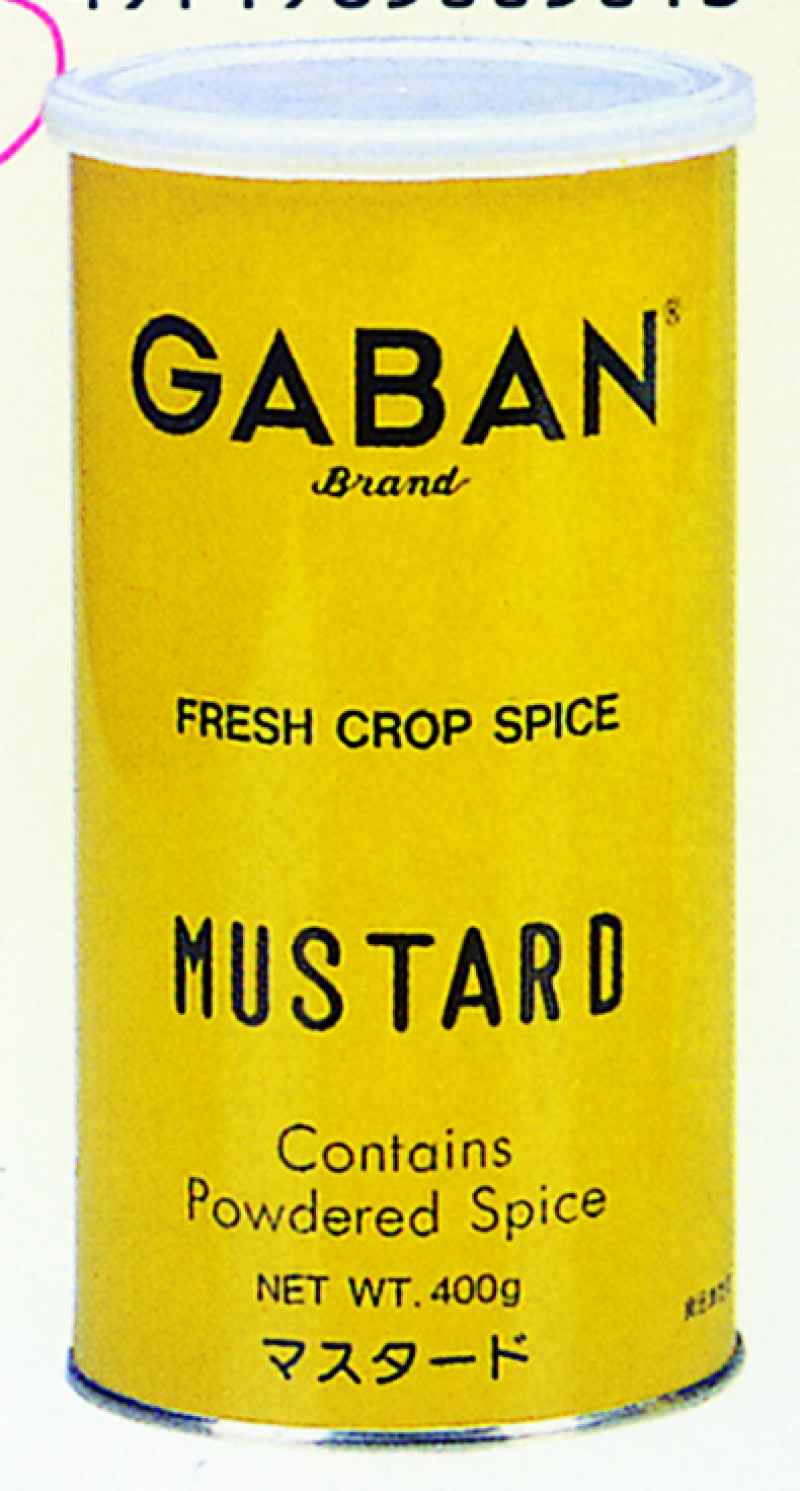 GABAN®
Brand
FRESH CROP SPICE
MUSTARD
Contains
Powdered Spice
NET WT. 400g
マスタード